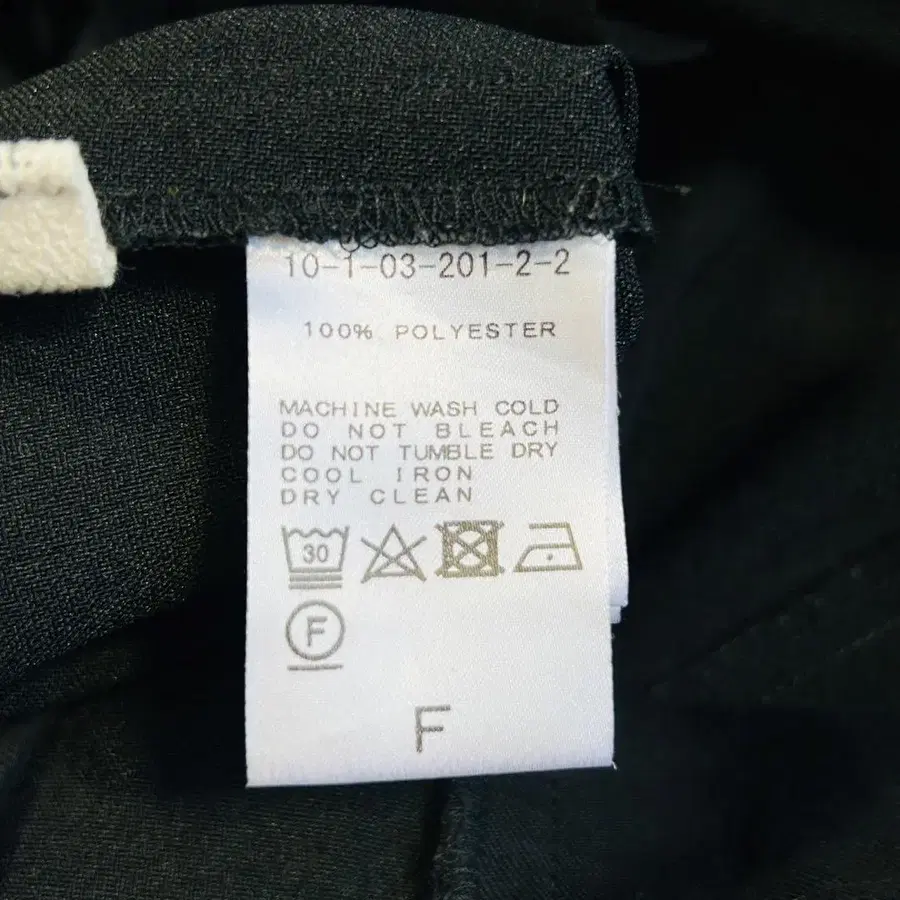 10-1-03-201-2-2
100% POLYESTER
MACHINE WASH COLD
DO NOT BLEACH
DO NOT TUMBLE DRY
COOL IRON
DRY CLEAN
30
F
F